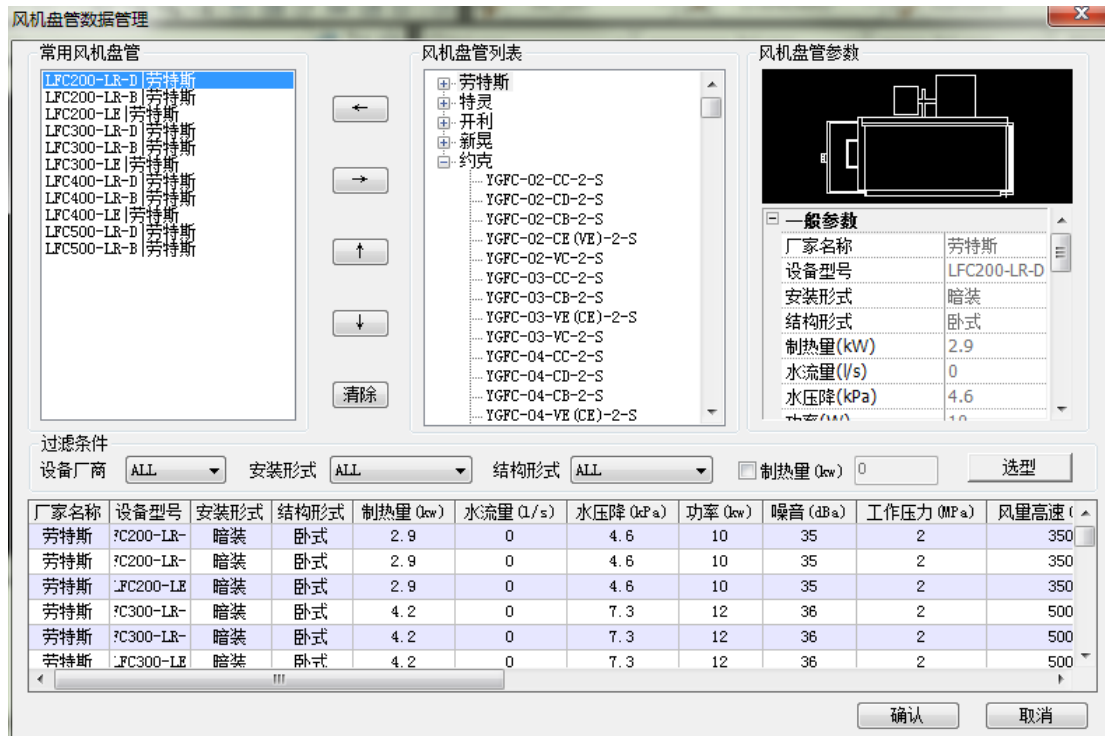 风机盘管数据管理
常用风机盘管
LFC200-LR-D|劳特斯
LFC200-LR-B|劳特斯
LFC200-LE|劳特斯
LFC300-LR-D|劳特斯
LFC300-LR-B|劳特斯
LFC300-LE|劳特斯
LFC400-LR-D|劳特斯
LFC400-LR-B|劳特斯
LFC400-LE|劳特斯
LFC500-LR-D|劳特斯
LFC500-LR-B|劳特斯
←
→
↑
↓
清除
风机盘管列表
劳特斯
特灵
开利
新晃
约克
YGFC-02-CC-2-S
YGFC-02-CD-2-S
YGFC-02-CB-2-S
YGFC-02-CE(VE)-2-S
YGFC-02-VC-2-S
YGFC-03-CC-2-S
YGFC-03-CB-2-S
YGFC-03-VE(CE)-2-S
YGFC-03-VC-2-S
YGFC-04-CC-2-S
YGFC-04-CD-2-S
YGFC-04-CB-2-S
YGFC-04-VE(CE)-2-S
风机盘管参数
一般参数
厂家名称 劳特斯
设备型号 LFC200-LR-D
安装形式 暗装
结构形式 卧式
制热量(kW) 2.9
水流量(l/s) 0
水压降(kPa) 4.6
过滤条件
设备厂商 ALL 安装形式 ALL 结构形式 ALL 制热量(kw) 0 选型
厂家名称 设备型号 安装形式 结构形式 制热量(kw) 水流量(l/s) 水压降(kPa) 功率(kw) 噪音(dBa) 工作压力(MPa) 风量高速(
劳特斯 FC200-LR- 暗装 卧式 2.9 0 4.6 10 35 2 350
劳特斯 FC200-LR- 暗装 卧式 2.9 0 4.6 10 35 2 350
劳特斯 LFC200-LE 暗装 卧式 2.9 0 4.6 10 35 2 350
劳特斯 FC300-LR- 暗装 卧式 4.2 0 7.3 12 36 2 500
劳特斯 FC300-LR- 暗装 卧式 4.2 0 7.3 12 36 2 500
劳特斯 LFC300-LE 暗装 卧式 4.2 0 7.3 12 36 2 500
确认 取消